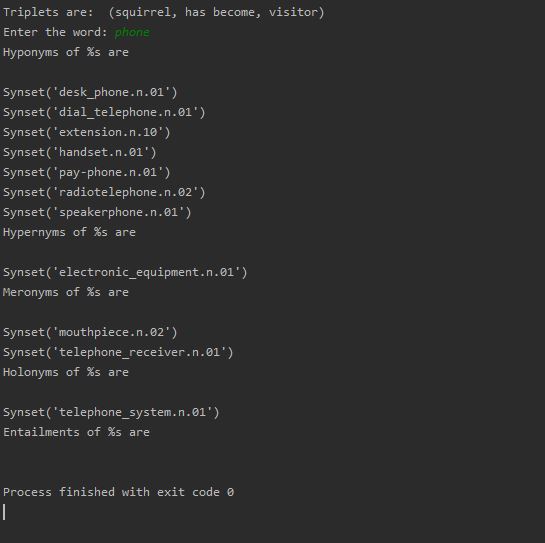 Triplets are:  (squirrel, has become, visitor)
Enter the word: phone
Hyponyms of %s are
Synset('desk_phone.n.01')
Synset('dial_telephone.n.01')
Synset('extension.n.10')
Synset('handset.n.01')
Synset('pay-phone.n.01')
Synset('radiotelephone.n.02')
Synset('speakerphone.n.01')
Hypernyms of %s are
Synset('electronic_equipment.n.01')
Meronyms of %s are
Synset('mouthpiece.n.02')
Synset('telephone_receiver.n.01')
Holonyms of %s are
Synset('telephone_system.n.01')
Entailments of %s are
Process finished with exit code 0